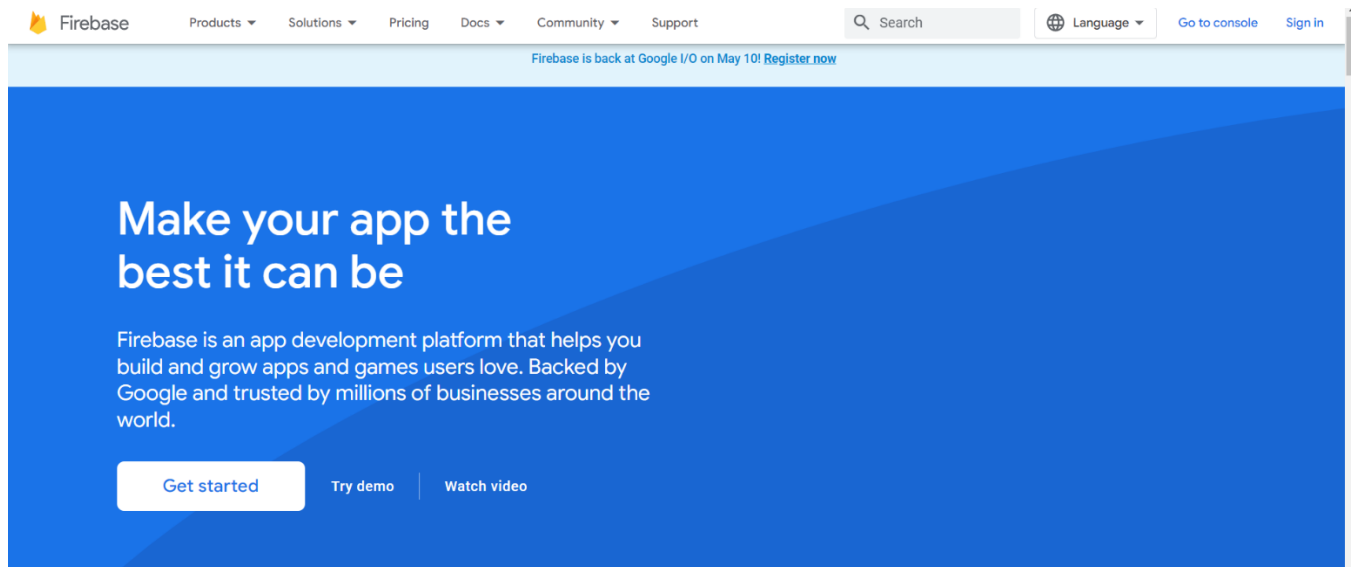 Firebase Products Solutions Pricing Docs Community Support Search Language Go to console Sign in
Firebase is back at Google I/O on May 10! Register now
Make your app the
best it can be
Firebase is an app development platform that helps you
build and grow apps and games users love. Backed by
Google and trusted by millions of businesses around the
world.
Get started Try demo Watch video